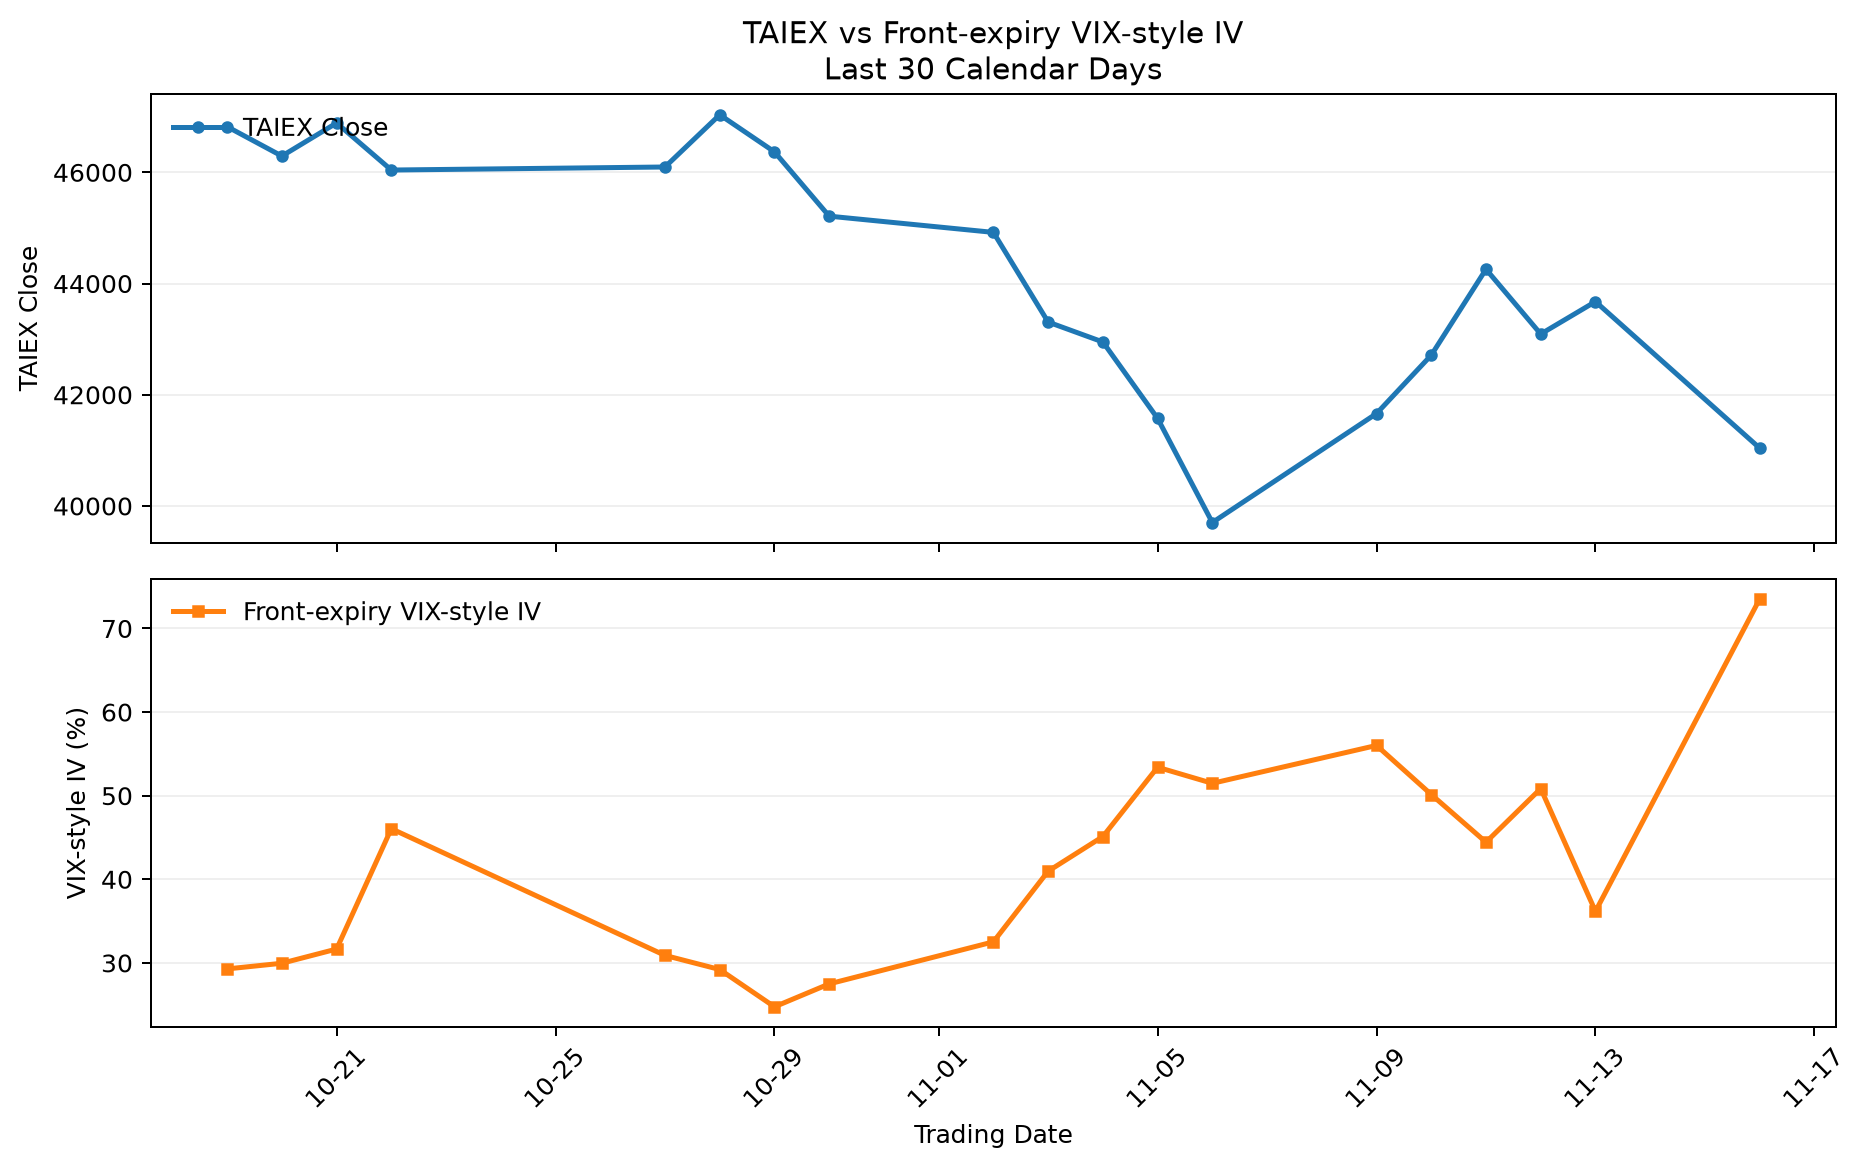 TAIEX vs Front-expiry VIX-style IV
Last 30 Calendar Days
TAIEX Close
TAIEX Close
46000
44000
42000
40000
Front-expiry VIX-style IV
VIX-style IV (%)
70
60
50
40
30
10-21
10-25
10-29
11-01
11-05
11-09
11-13
11-17
Trading Date